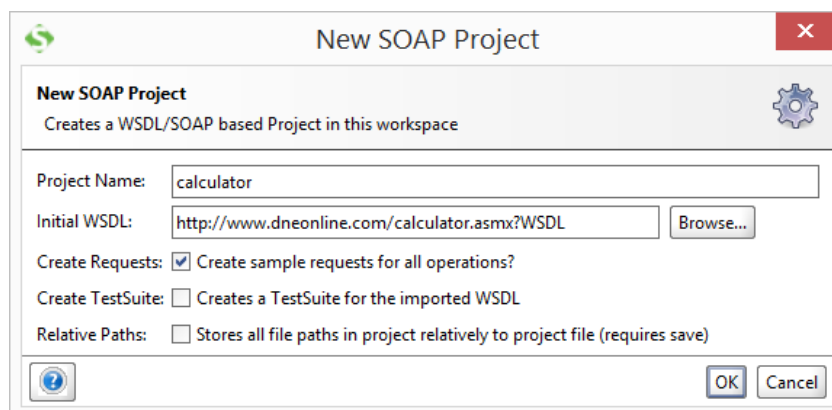 New SOAP Project
New SOAP Project
Creates a WSDL/SOAP based Project in this workspace
Project Name: calculator
Initial WSDL: http://www.dneonline.com/calculator.asmx?WSDL Browse...
Create Requests: Create sample requests for all operations?
Create TestSuite: Creates a TestSuite for the imported WSDL
Relative Paths: Stores all file paths in project relatively to project file (requires save)
? OK Cancel